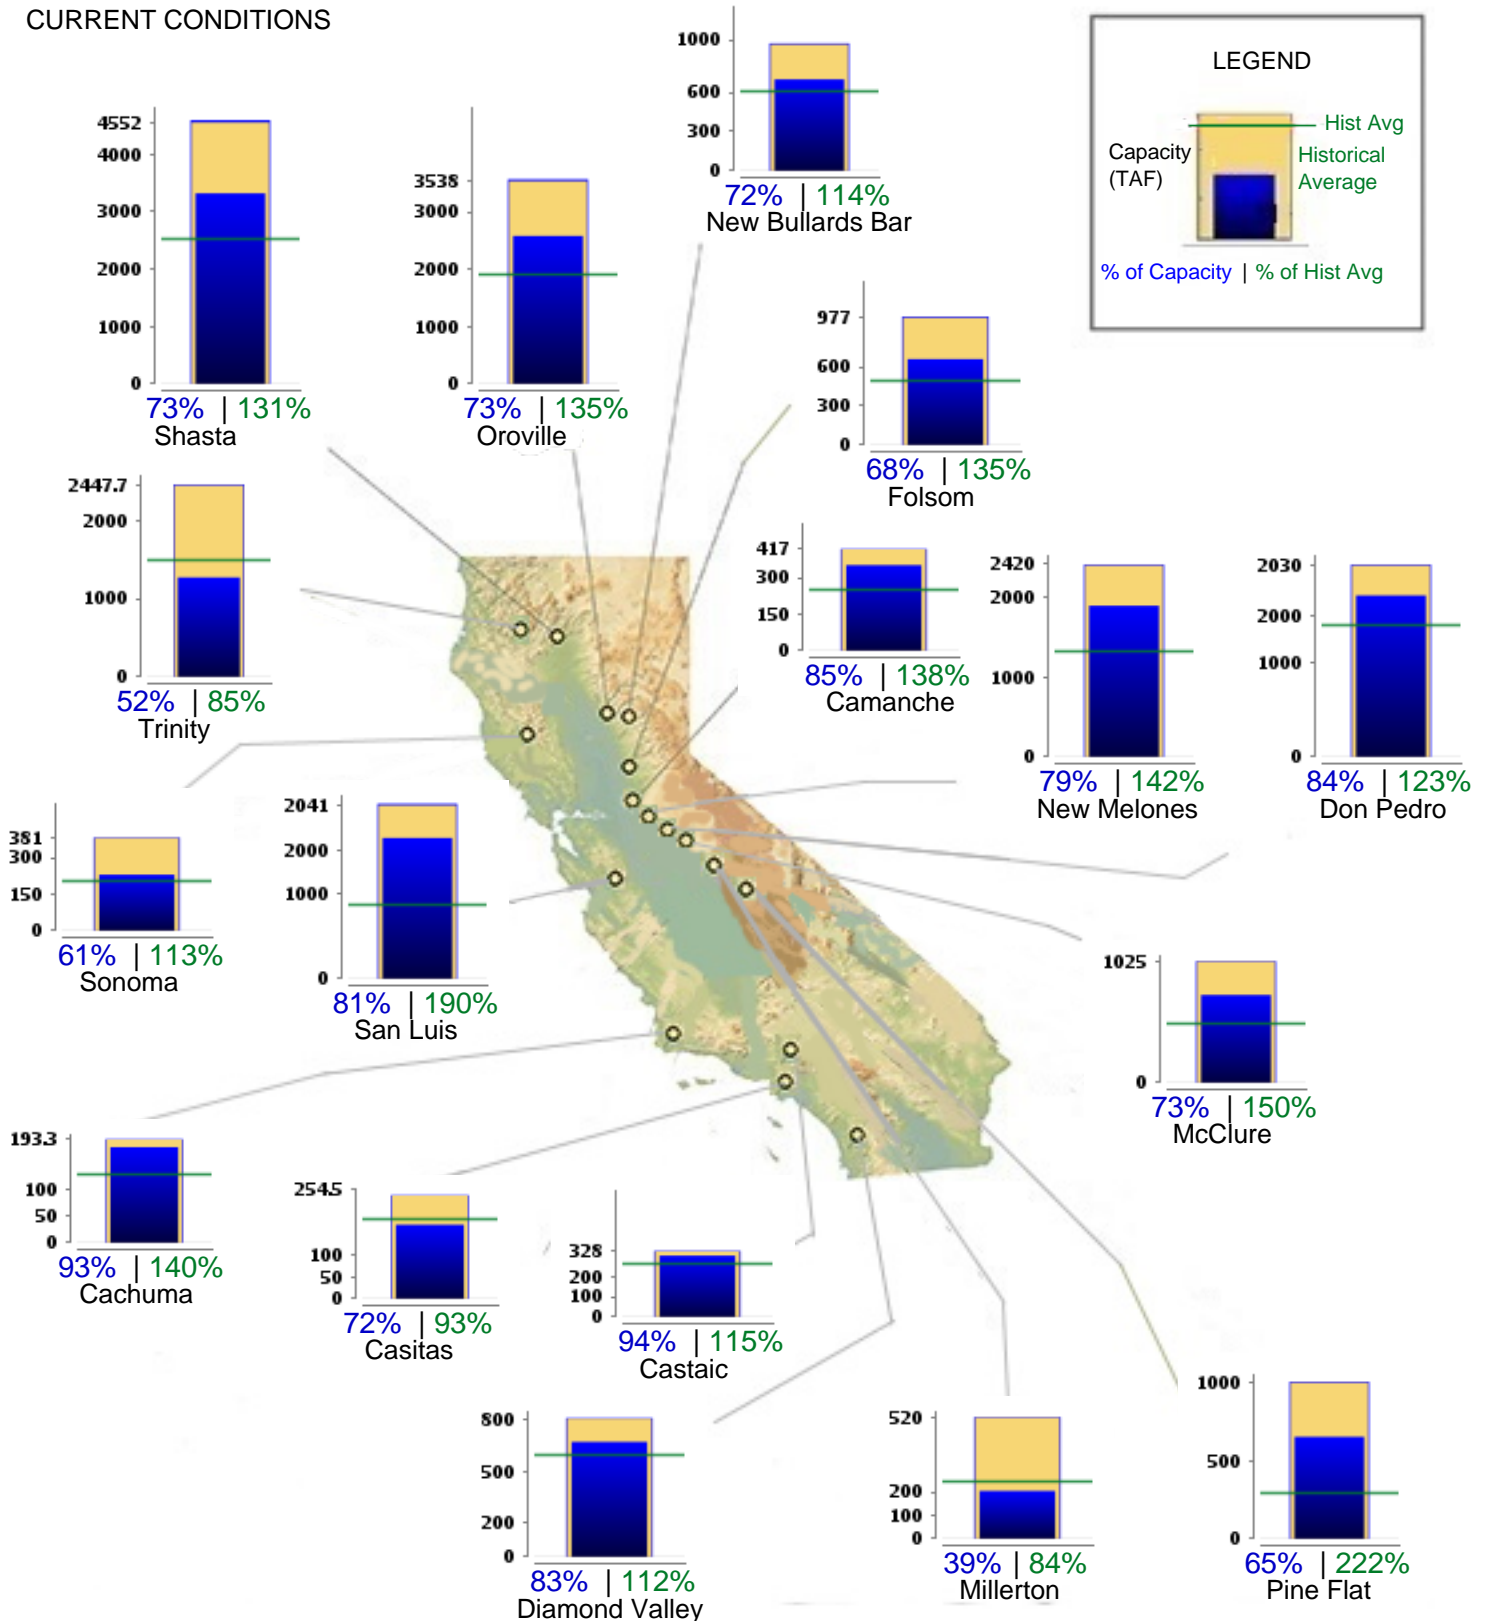 CURRENT CONDITIONS
LEGEND
Hist Avg
Capacity
(TAF)
Historical
Average
% of Capacity | % of Hist Avg
1000
600
300
0
72% | 114%
New Bullards Bar
4552
4000
3000
2000
1000
0
73% | 131%
Shasta
3538
3000
2000
1000
0
73% | 135%
Oroville
977
600
300
0
68% | 135%
Folsom
2447.7
2000
1000
0
52% | 85%
Trinity
417
300
150
0
85% | 138%
Camanche
2420
2000
1000
0
79% | 142%
New Melones
2030
2000
1000
0
84% | 123%
Don Pedro
381
300
150
0
61% | 113%
Sonoma
2041
2000
1000
0
81% | 190%
San Luis
1025
0
73% | 150%
McClure
193.3
100
50
0
93% | 140%
Cachuma
254.5
100
50
0
72% | 93%
Casitas
328
200
100
0
94% | 115%
Castaic
800
500
200
0
83% | 112%
Diamond Valley
520
200
100
0
39% | 84%
Millerton
1000
500
0
65% | 222%
Pine Flat